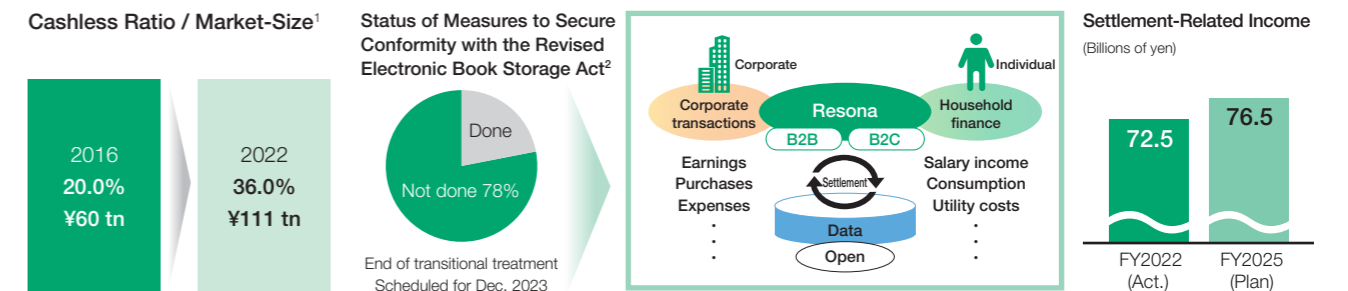 Cashless Ratio / Market-Size¹
2016
20.0%
¥60 tn
2022
36.0%
¥111 tn
Status of Measures to Secure
Conformity with the Revised
Electronic Book Storage Act²
Done
Not done 78%
End of transitional treatment
Scheduled for Dec. 2023
Corporate
Individual
Corporate
transactions
Resona
Household
finance
B2B
B2C
Earnings
Purchases
Expenses
Settlement
Salary income
Consumption
Utility costs
Data
Open
Settlement-Related Income
(Billions of yen)
72.5
76.5
FY2022
(Act.)
FY2025
(Plan)